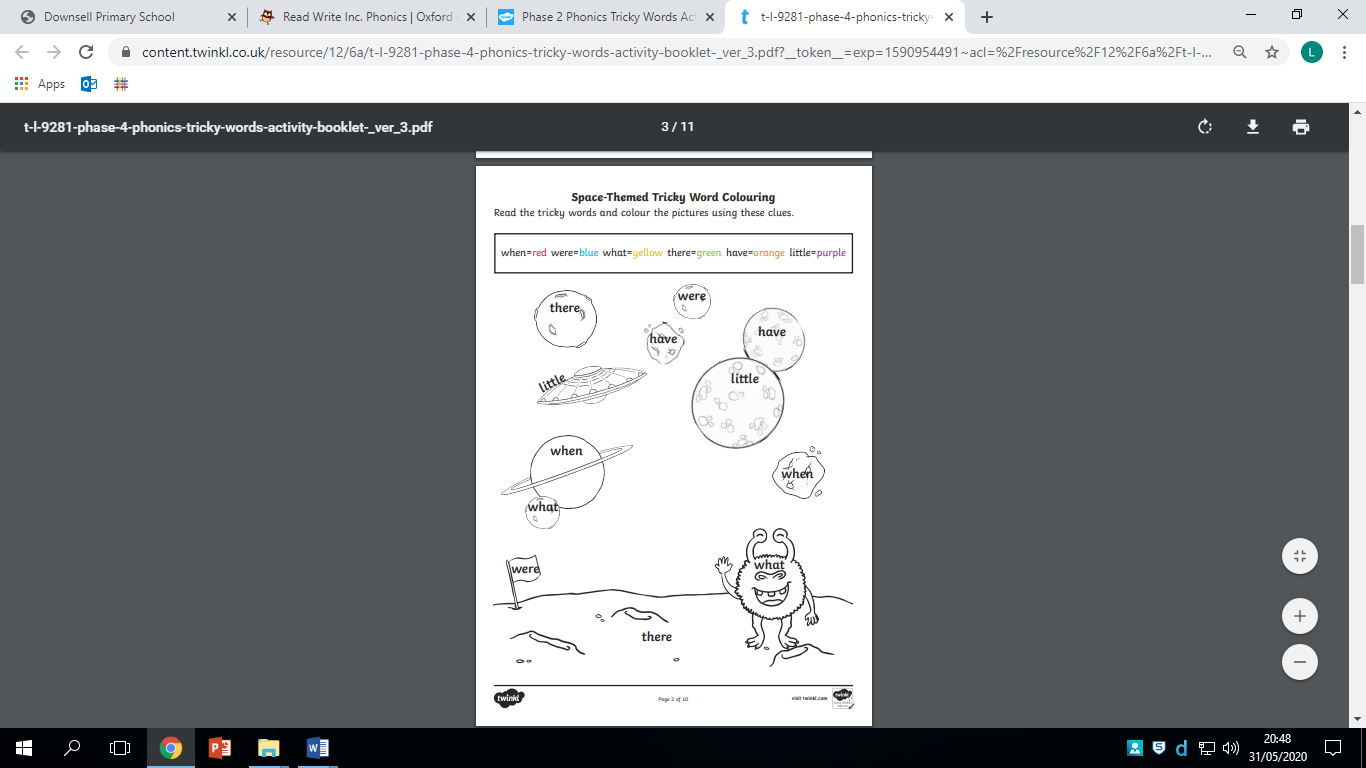 Downsell Primary School
Read Write Inc. Phonics | Oxford
Phase 2 Phonics Tricky Words Ac
t-l-9281-phase-4-phonics-tricky-
content.twinkl.co.uk/resource/12/6a/t-l-9281-phase-4-phonics-tricky-words-activity-booklet-_ver_3.pdf?__token__=exp=1590954491~acl=%2Fresource%2F12%2F6a%2Ft-l-...
L
Apps
t-l-9281-phase-4-phonics-tricky-words-activity-booklet-_ver_3.pdf
3 / 11
Space-Themed Tricky Word Colouring
Read the tricky words and colour the pictures using these clues.
when=red were=blue what=yellow there=green have=orange little=purple
there
were
have
have
little
little
when
when
what
were
what
there
twinkl
Page 2 of 10
visit twinkl.com
twinkl
20:48
31/05/2020